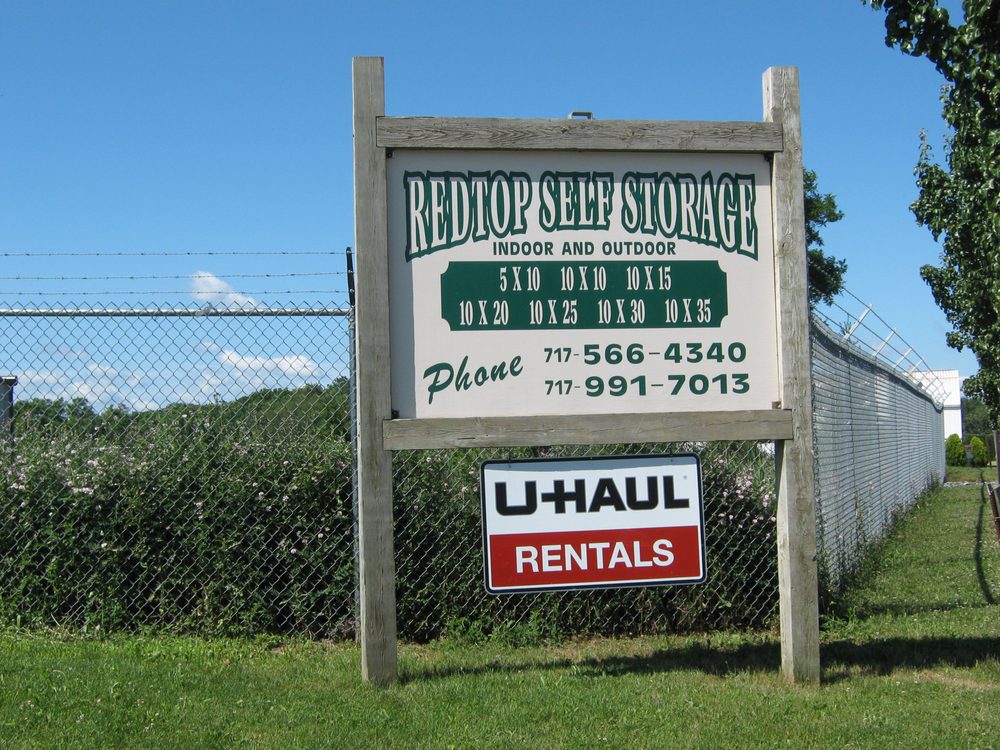 REDTOP SELF STORAGE
INDOOR AND OUTDOOR
5 X 10 10 X 10 10 X 15
10 X 20 10 X 25 10 X 30 10 X 35
Phone 717-566-4340
717-991-7013
U-HAUL
RENTALS